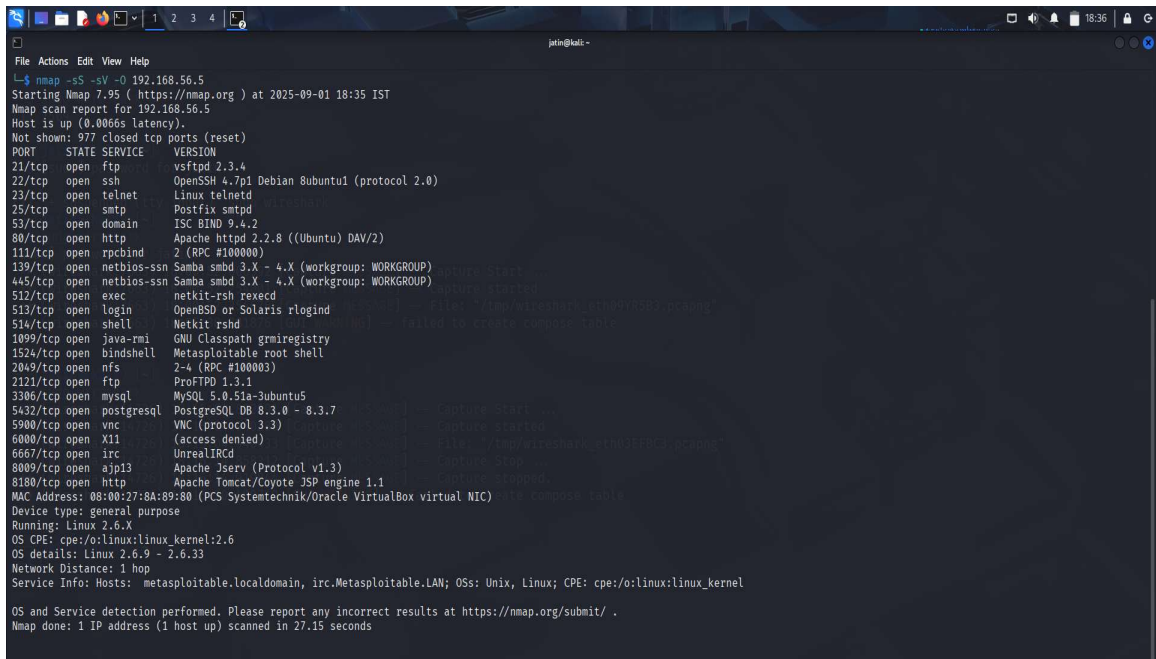 1 2 3 4
2
18:36
jatin@kali: ~
File Actions Edit View Help
└─$ nmap -sS -sV -O 192.168.56.5
Starting Nmap 7.95 ( https://nmap.org ) at 2025-09-01 18:35 IST
Nmap scan report for 192.168.56.5
Host is up (0.0066s latency).
Not shown: 977 closed tcp ports (reset)
PORT STATE SERVICE VERSION
21/tcp open ftp vsftpd 2.3.4
22/tcp open ssh OpenSSH 4.7p1 Debian 8ubuntu1 (protocol 2.0)
23/tcp open telnet Linux telnetd
25/tcp open smtp Postfix smtpd
53/tcp open domain ISC BIND 9.4.2
80/tcp open http Apache httpd 2.2.8 ((Ubuntu) DAV/2)
111/tcp open rpcbind 2 (RPC #100000)
139/tcp open netbios-ssn Samba smbd 3.X - 4.X (workgroup: WORKGROUP)
445/tcp open netbios-ssn Samba smbd 3.X - 4.X (workgroup: WORKGROUP)
512/tcp open exec netkit-rsh rexecd
513/tcp open login OpenBSD or Solaris rlogind
514/tcp open shell Netkit rshd
1099/tcp open java-rmi GNU Classpath grmiregistry
1524/tcp open bindshell Metasploitable root shell
2049/tcp open nfs 2-4 (RPC #100003)
2121/tcp open ftp ProFTPD 1.3.1
3306/tcp open mysql MySQL 5.0.51a-3ubuntu5
5432/tcp open postgresql PostgreSQL DB 8.3.0 - 8.3.7
5900/tcp open vnc VNC (protocol 3.3)
6000/tcp open X11 (access denied)
6667/tcp open irc UnrealIRCd
8009/tcp open ajp13 Apache Jserv (Protocol v1.3)
8180/tcp open http Apache Tomcat/Coyote JSP engine 1.1
MAC Address: 08:00:27:8A:89:80 (PCS Systemtechnik/Oracle VirtualBox virtual NIC)
Device type: general purpose
Running: Linux 2.6.X
OS CPE: cpe:/o:linux:linux_kernel:2.6
OS details: Linux 2.6.9 - 2.6.33
Network Distance: 1 hop
Service Info: Hosts: metasploitable.localdomain, irc.Metasploitable.LAN; OSs: Unix, Linux; CPE: cpe:/o:linux:linux_kernel
OS and Service detection performed. Please report any incorrect results at https://nmap.org/submit/ .
Nmap done: 1 IP address (1 host up) scanned in 27.15 seconds